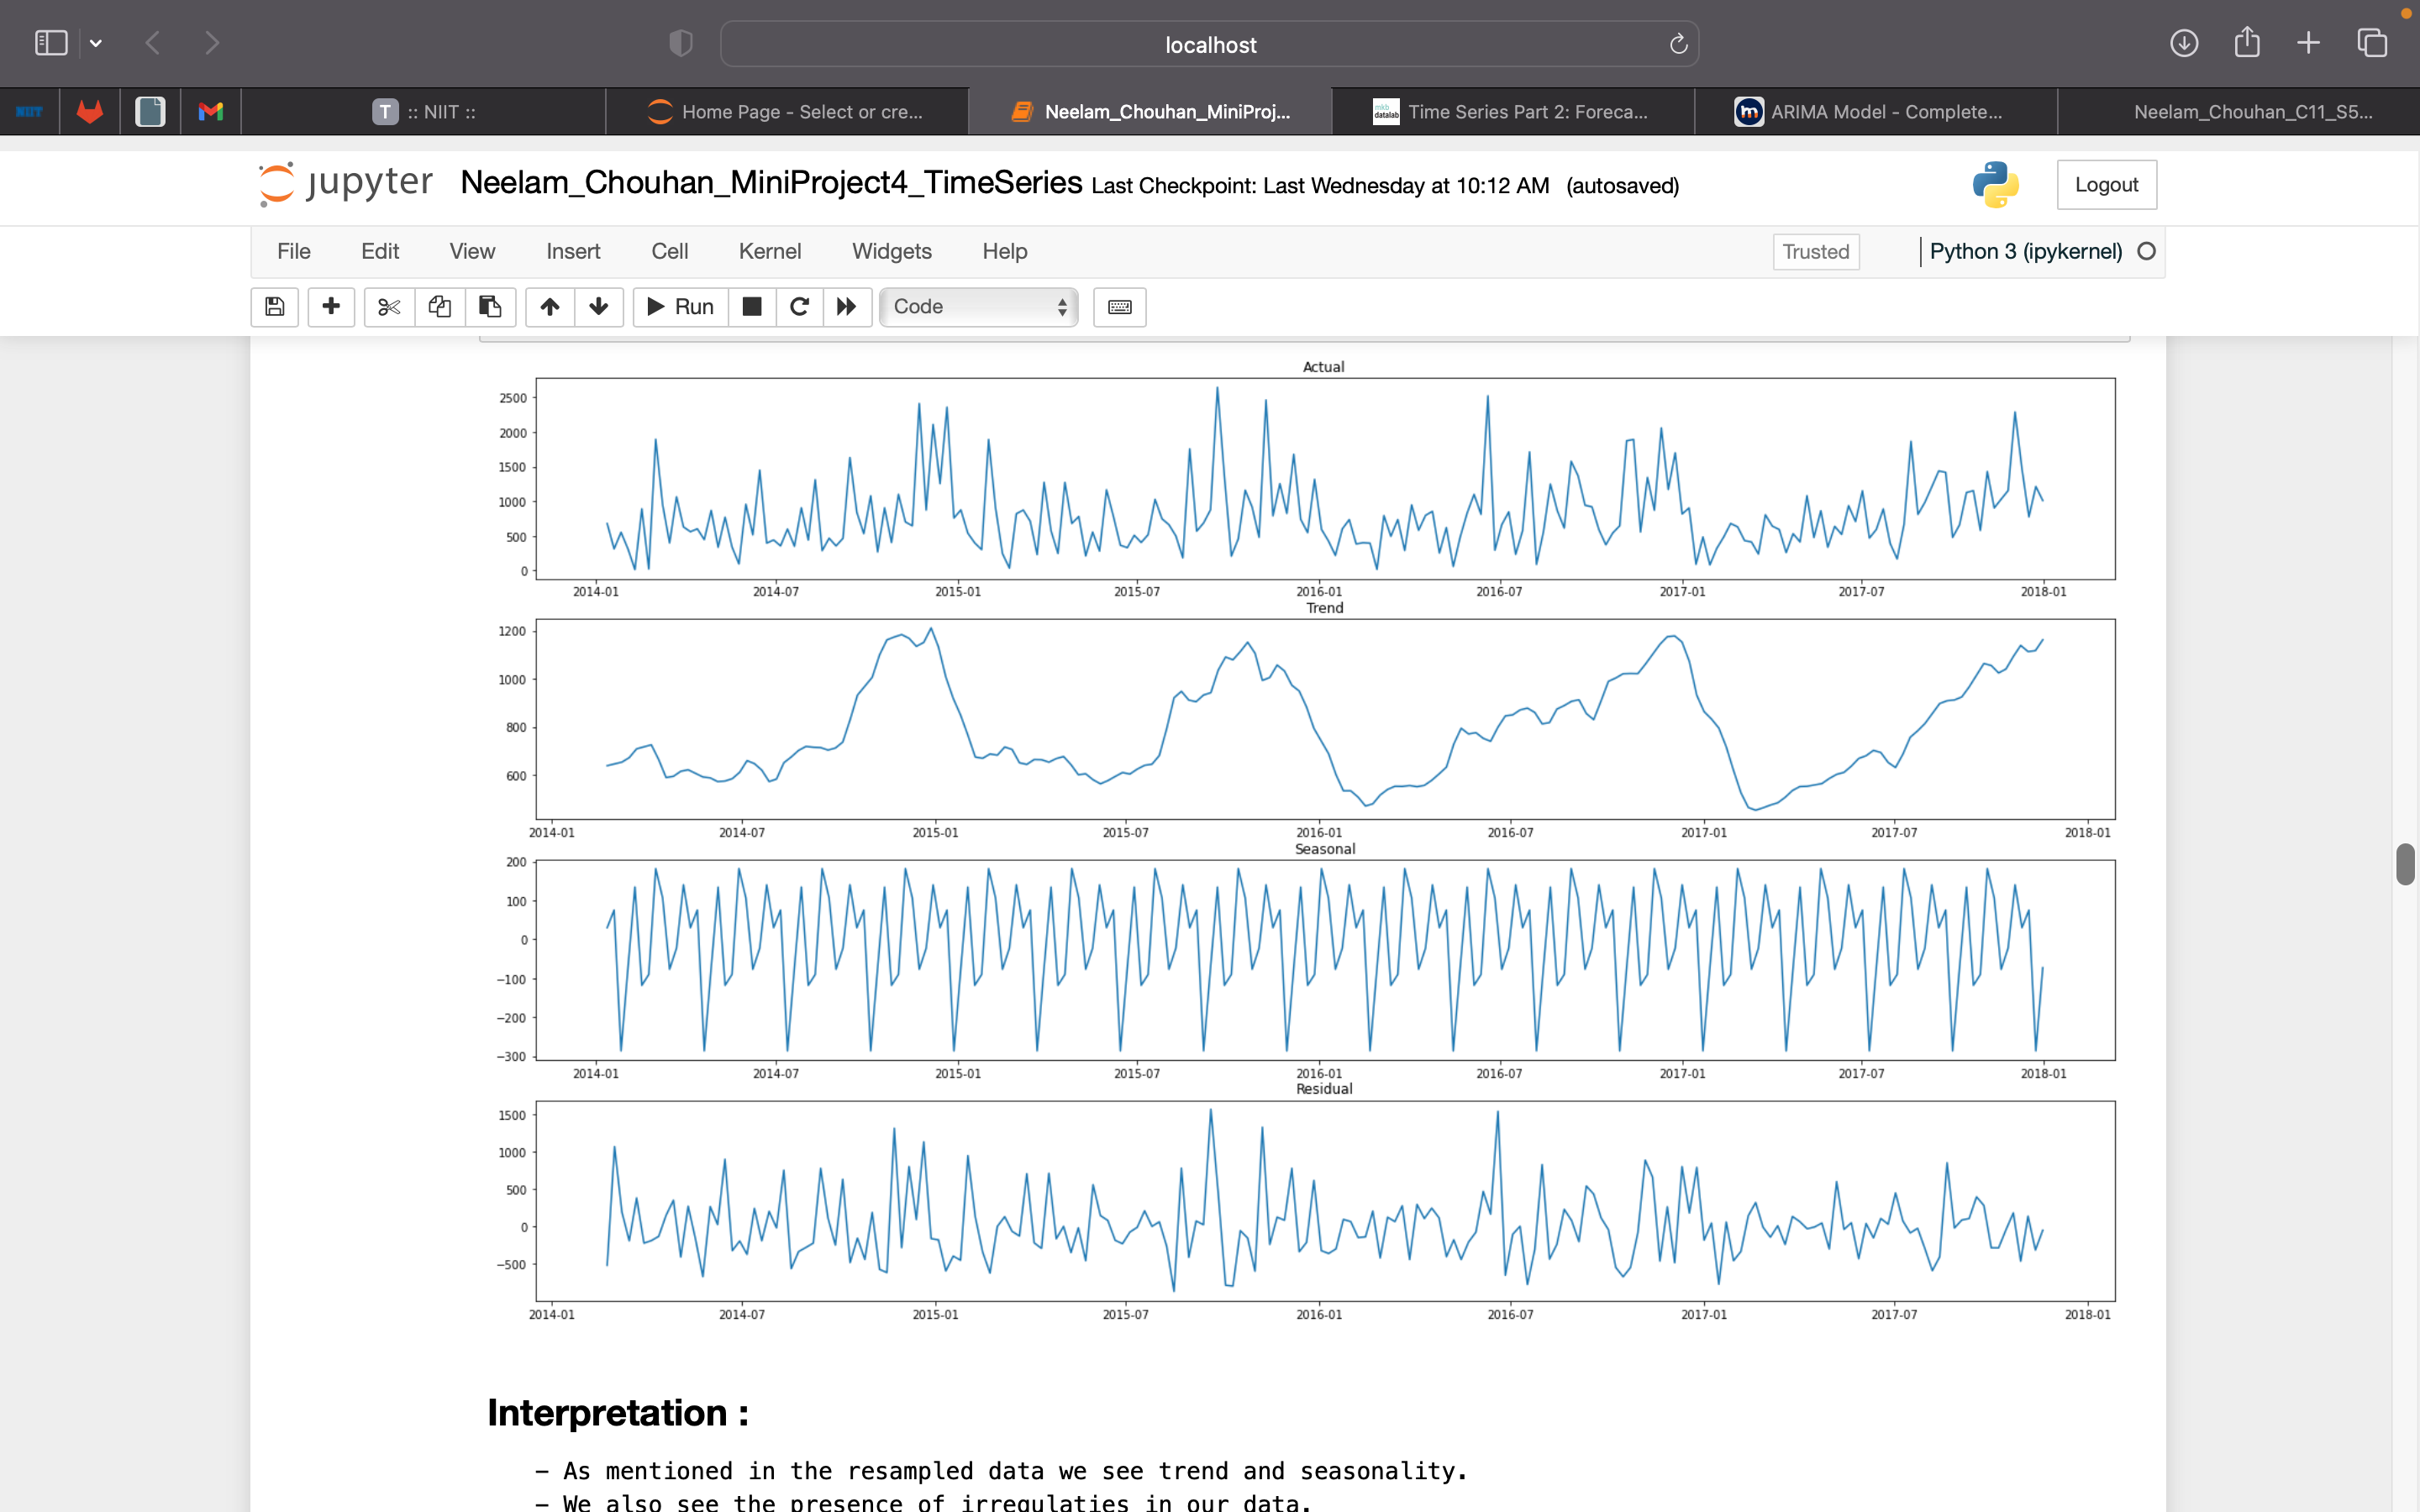 localhost
NIIT
T :: NIIT ::
Home Page - Select or cre...
Neelam_Chouhan_MiniProj...
mkb datalab Time Series Part 2: Foreca...
m ARIMA Model - Complete...
Neelam_Chouhan_C11_S5...
jupyter Neelam_Chouhan_MiniProject4_TimeSeries Last Checkpoint: Last Wednesday at 10:12 AM (autosaved)
Logout
File Edit View Insert Cell Kernel Widgets Help
Trusted
Python 3 (ipykernel)
Run
Code
Actual
2500
2000
1500
1000
500
0
2014-01 2014-07 2015-01 2015-07 2016-01 2016-07 2017-01 2017-07 2018-01
Trend
1200
1000
800
600
2014-01 2014-07 2015-01 2015-07 2016-01 2016-07 2017-01 2017-07 2018-01
Seasonal
200
100
0
−100
−200
−300
2014-01 2014-07 2015-01 2015-07 2016-01 2016-07 2017-01 2017-07 2018-01
Residual
1500
1000
500
0
−500
2014-01 2014-07 2015-01 2015-07 2016-01 2016-07 2017-01 2017-07 2018-01
Interpretation :
– As mentioned in the resampled data we see trend and seasonality.
– We also see the presence of irregulaties in our data.